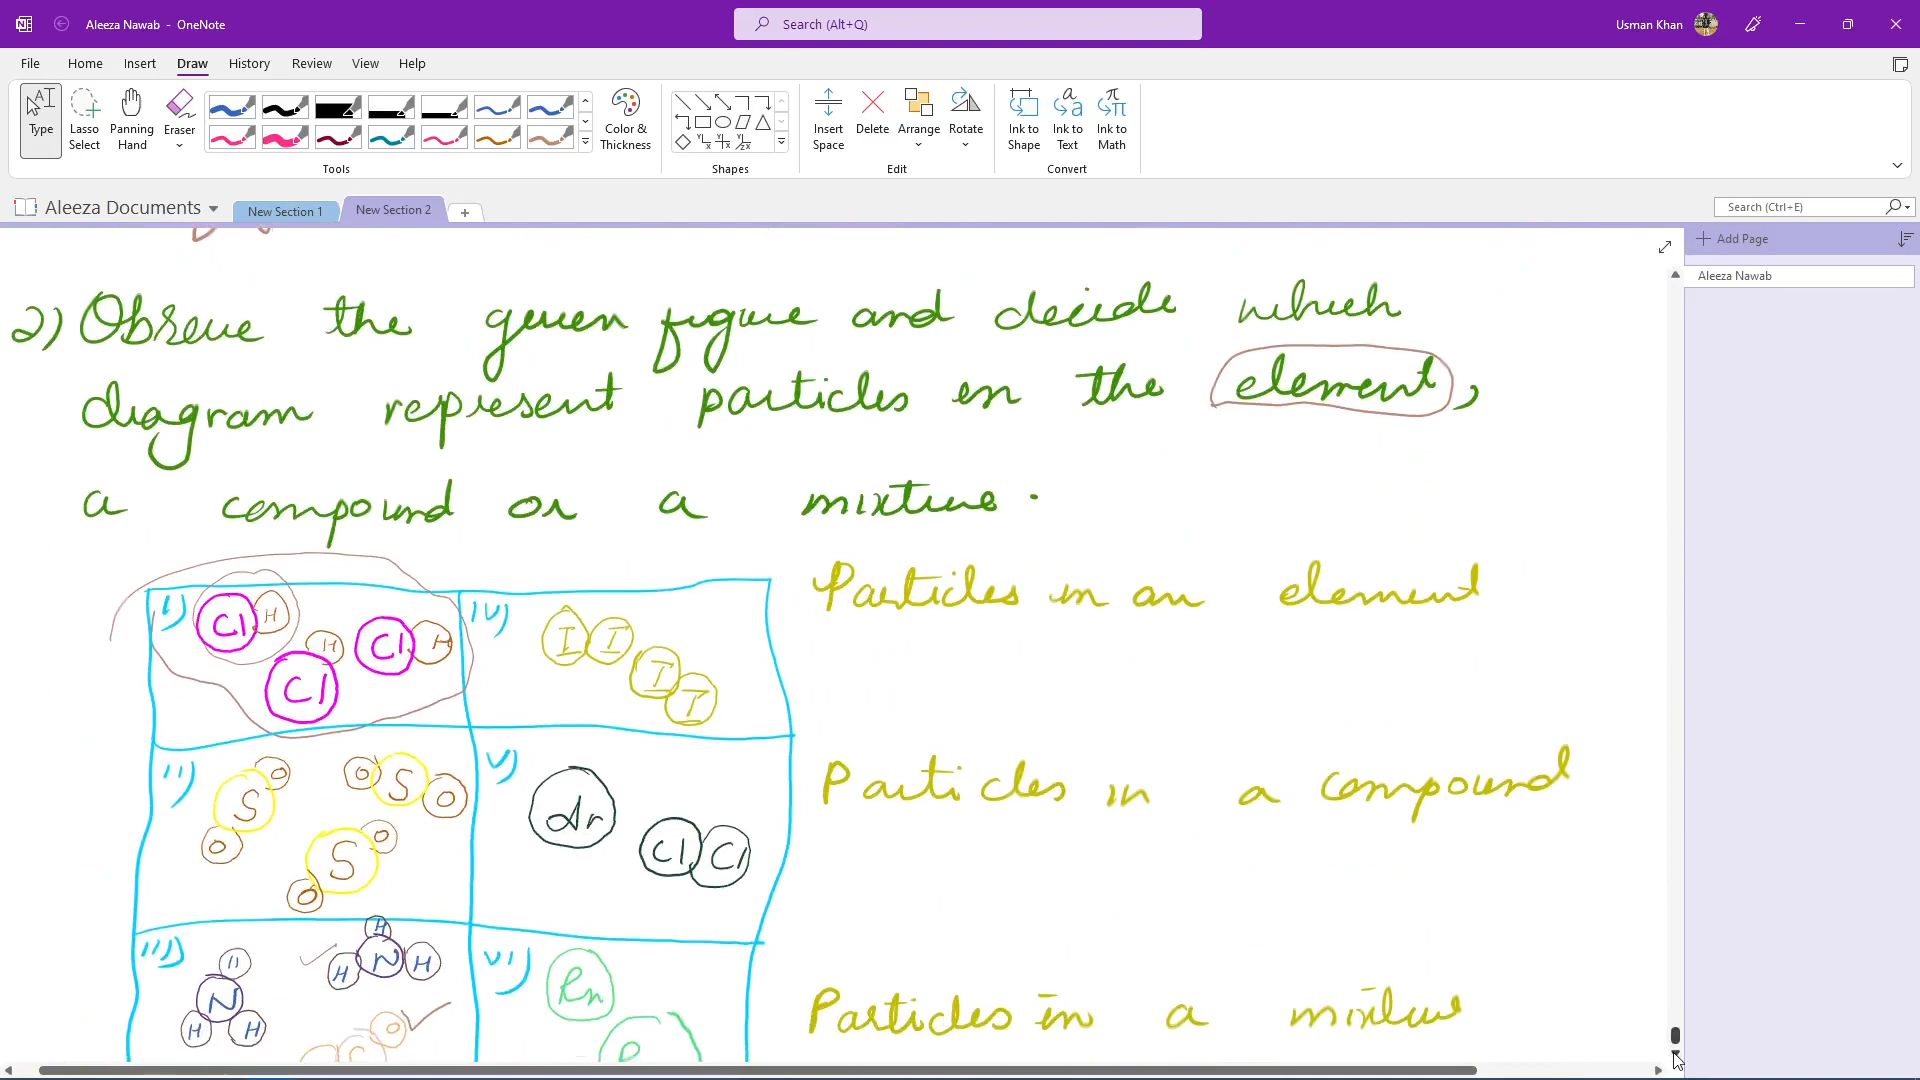 Aleeza Nawab - OneNote
Search (Alt+Q)
Usman Khan
File Home Insert Draw History Review View Help
Type
Lasso Select
Panning Hand
Eraser
Color & Thickness
Insert Space
Delete
Arrange
Rotate
Ink to Shape
Ink to Text
Ink to Math
Tools
Shapes
Edit
Convert
Aleeza Documents
New Section 1
New Section 2
Search (Ctrl+E)
Add Page
Aleeza Nawab
2) Obsreve the given figure and decide which
diagram represent particles in the element,
a compound or a mixture.
i) Cl H H Cl Cl H
iv) I I I I
Particles in an element
ii) S O O O S O S O O
v) Ar Cl Cl
Particles in a compound
iii) N H H H N H H O
vi) Rn
Particles in a mixture